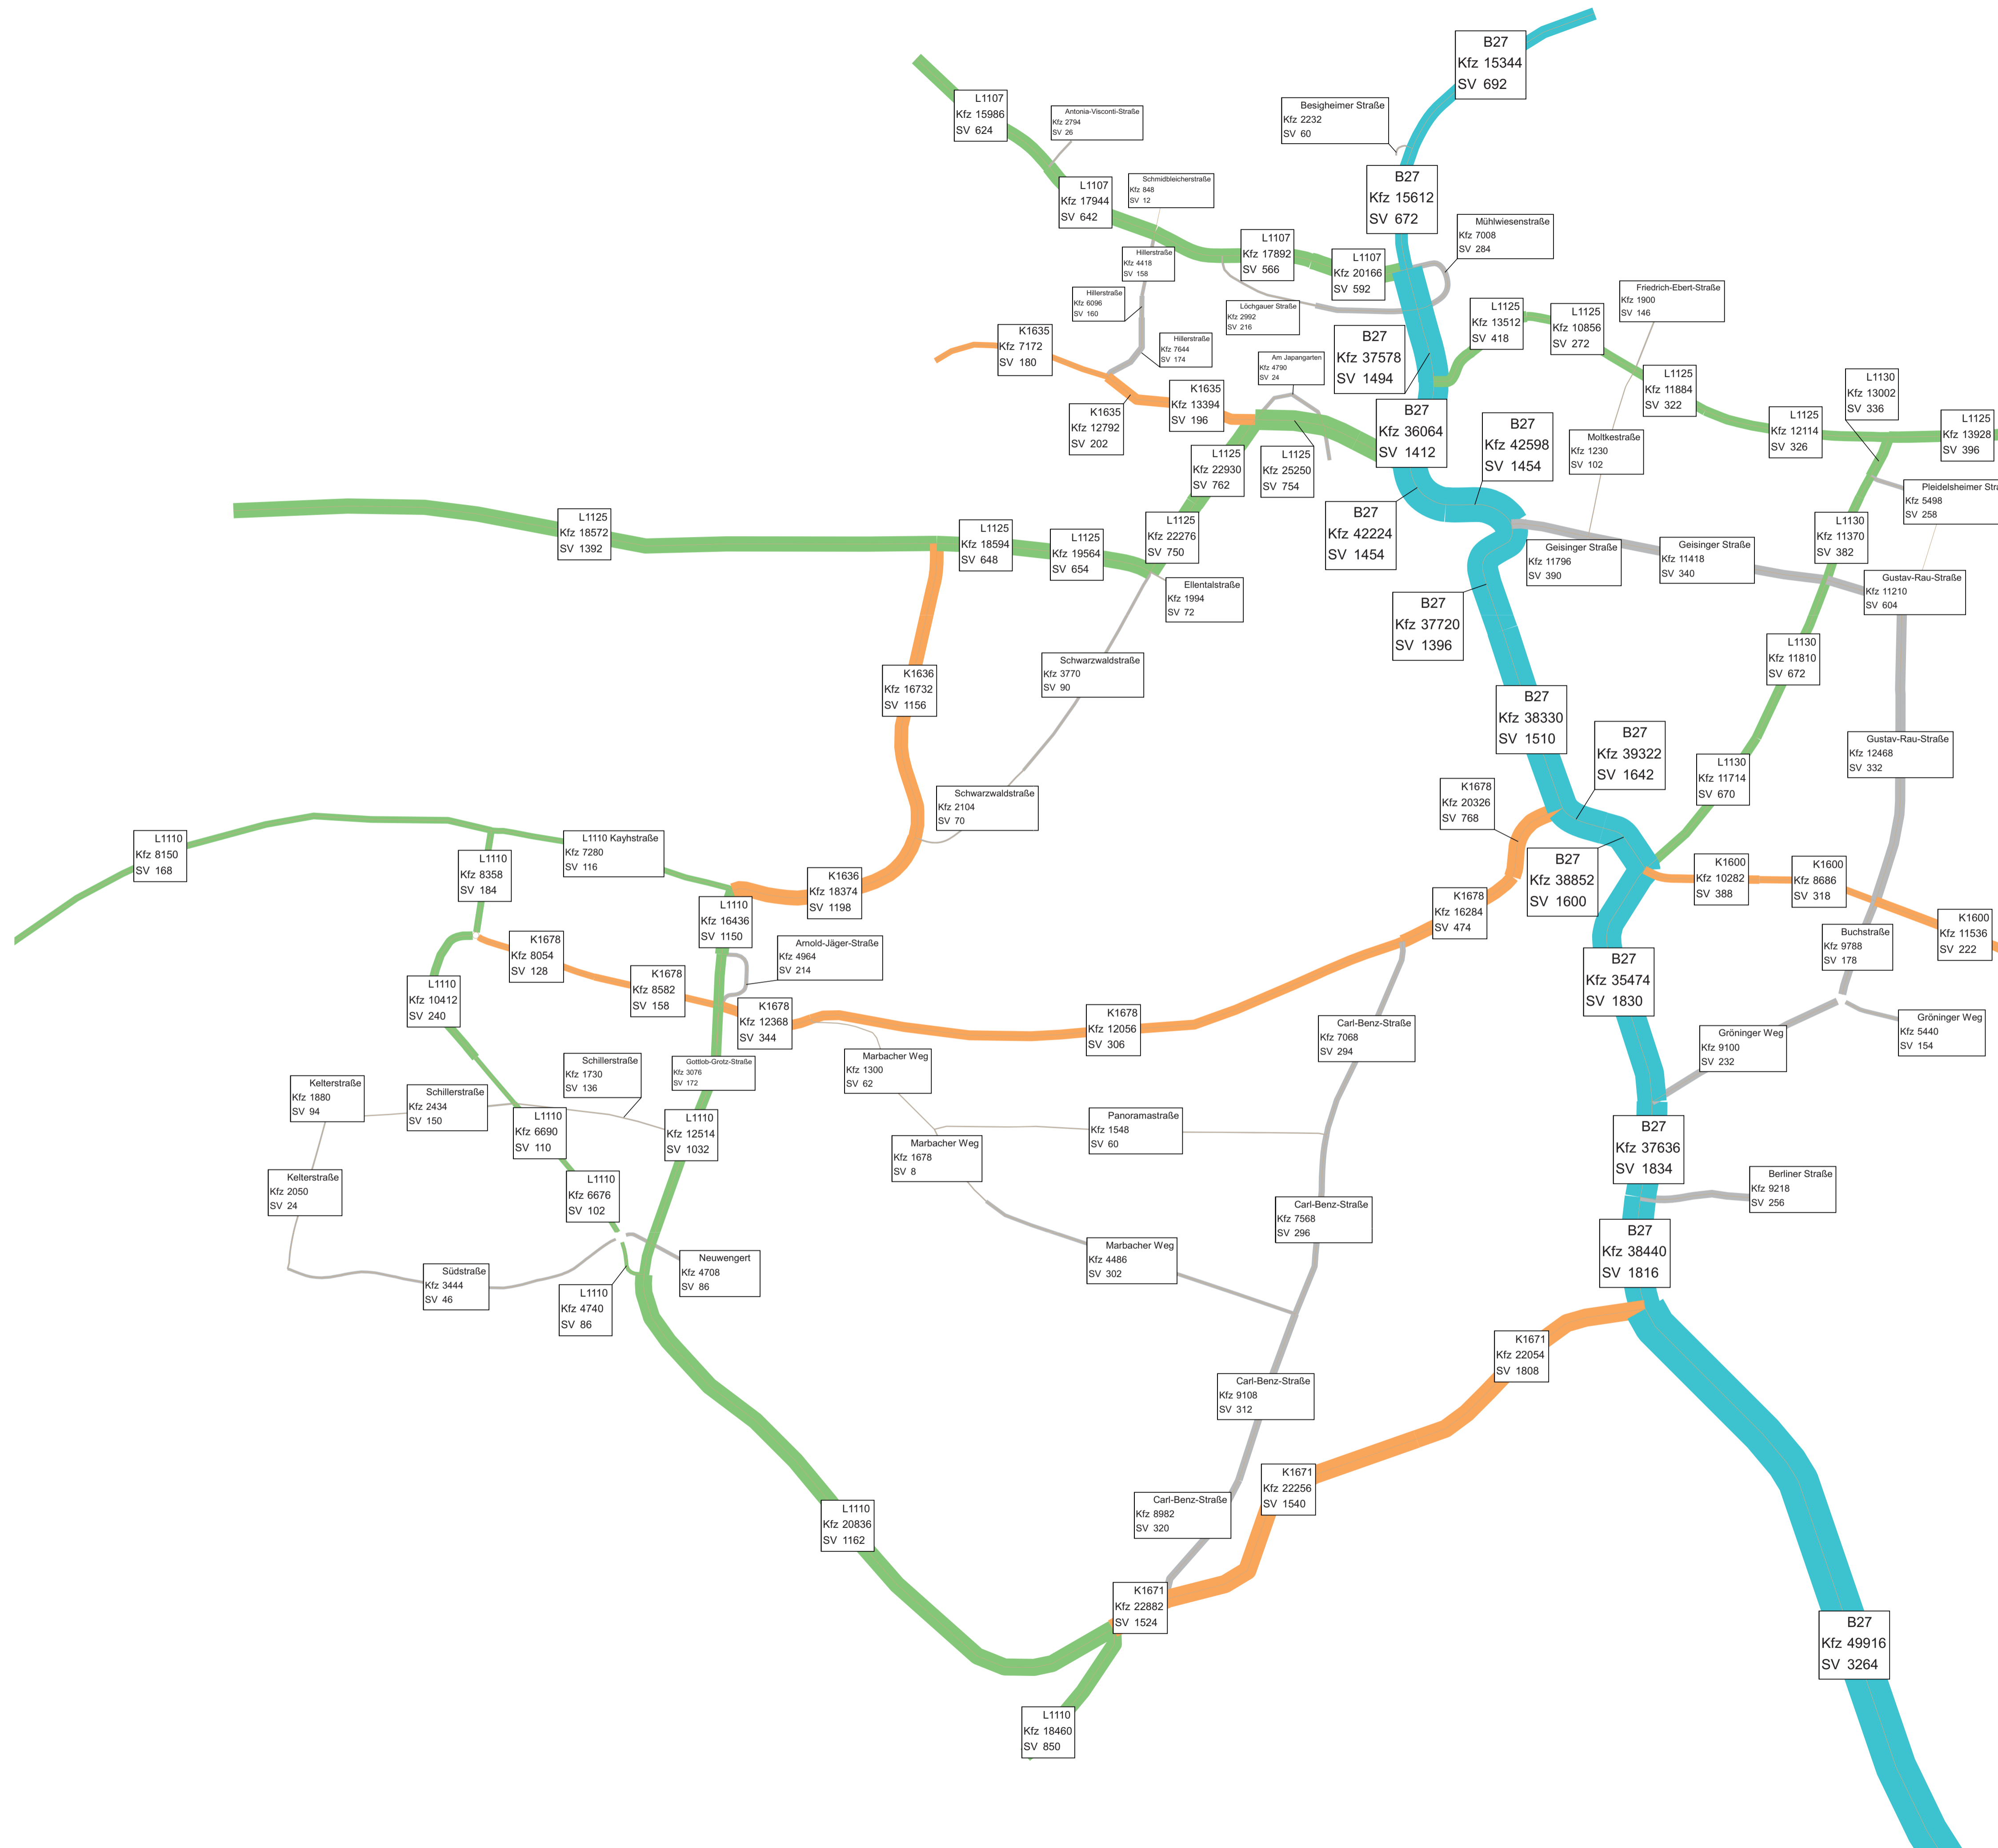 B27
Kfz 15344
SV 692
L1107
Kfz 15986
SV 624
Antonia-Visconti-Straße
Kfz 2794
SV 26
Besigheimer Straße
Kfz 2232
SV 60
L1107
Kfz 17944
SV 642
Schmidbleicherstraße
Kfz 848
SV 12
B27
Kfz 15612
SV 672
Mühlwiesenstraße
Kfz 7008
SV 284
Hillerstraße
Kfz 4418
SV 158
L1107
Kfz 17892
SV 566
L1107
Kfz 20166
SV 592
Hillerstraße
Kfz 6096
SV 160
Löchgauer Straße
Kfz 2992
SV 216
Friedrich-Ebert-Straße
Kfz 1900
SV 146
L1125
Kfz 13512
SV 418
L1125
Kfz 10856
SV 272
K1635
Kfz 7172
SV 180
Hillerstraße
Kfz 7644
SV 174
B27
Kfz 37578
SV 1494
Am Japangarten
Kfz 4790
SV 24
L1125
Kfz 11884
SV 322
L1130
Kfz 13002
SV 336
K1635
Kfz 12792
SV 202
K1635
Kfz 13394
SV 196
B27
Kfz 36064
SV 1412
B27
Kfz 42598
SV 1454
L1125
Kfz 12114
SV 326
L1125
Kfz 13928
SV 396
Moltkestraße
Kfz 1230
SV 102
L1125
Kfz 22930
SV 762
L1125
Kfz 25250
SV 754
Pleidelsheimer Stra
Kfz 5498
SV 258
B27
Kfz 42224
SV 1454
L1125
Kfz 18572
SV 1392
L1125
Kfz 18594
SV 648
L1125
Kfz 19564
SV 654
L1125
Kfz 22276
SV 750
Geisinger Straße
Kfz 11796
SV 390
Geisinger Straße
Kfz 11418
SV 340
L1130
Kfz 11370
SV 382
Ellentalstraße
Kfz 1994
SV 72
Gustav-Rau-Straße
Kfz 11210
SV 604
B27
Kfz 37720
SV 1396
L1130
Kfz 11810
SV 672
Schwarzwaldstraße
Kfz 3770
SV 90
K1636
Kfz 16732
SV 1156
B27
Kfz 38330
SV 1510
B27
Kfz 39322
SV 1642
Gustav-Rau-Straße
Kfz 12468
SV 332
L1130
Kfz 11714
SV 670
K1678
Kfz 20326
SV 768
Schwarzwaldstraße
Kfz 2104
SV 70
L1110
Kfz 8150
SV 168
L1110 Kayhstraße
Kfz 7280
SV 116
L1110
Kfz 8358
SV 184
B27
Kfz 38852
SV 1600
K1600
Kfz 10282
SV 388
K1600
Kfz 8686
SV 318
K1636
Kfz 18374
SV 1198
K1678
Kfz 16284
SV 474
L1110
Kfz 16436
SV 1150
K1600
Kfz 11536
SV 222
Buchstraße
Kfz 9788
SV 178
K1678
Kfz 8054
SV 128
Arnold-Jäger-Straße
Kfz 4964
SV 214
B27
Kfz 35474
SV 1830
K1678
Kfz 8582
SV 158
L1110
Kfz 10412
SV 240
K1678
Kfz 12368
SV 344
K1678
Kfz 12056
SV 306
Carl-Benz-Straße
Kfz 7068
SV 294
Gröninger Weg
Kfz 5440
SV 154
Gröninger Weg
Kfz 9100
SV 232
Marbacher Weg
Kfz 1300
SV 62
Schillerstraße
Kfz 1730
SV 136
Gottlob-Grotz-Straße
Kfz 3076
SV 172
Kelterstraße
Kfz 1880
SV 94
Schillerstraße
Kfz 2434
SV 150
L1110
Kfz 6690
SV 110
L1110
Kfz 12514
SV 1032
Panoramastraße
Kfz 1548
SV 60
B27
Kfz 37636
SV 1834
Marbacher Weg
Kfz 1678
SV 8
Kelterstraße
Kfz 2050
SV 24
L1110
Kfz 6676
SV 102
Berliner Straße
Kfz 9218
SV 256
Carl-Benz-Straße
Kfz 7568
SV 296
B27
Kfz 38440
SV 1816
Marbacher Weg
Kfz 4486
SV 302
Neuwengert
Kfz 4708
SV 86
Südstraße
Kfz 3444
SV 46
L1110
Kfz 4740
SV 86
K1671
Kfz 22054
SV 1808
Carl-Benz-Straße
Kfz 9108
SV 312
K1671
Kfz 22256
SV 1540
Carl-Benz-Straße
Kfz 8982
SV 320
L1110
Kfz 20836
SV 1162
K1671
Kfz 22882
SV 1524
B27
Kfz 49916
SV 3264
L1110
Kfz 18460
SV 850